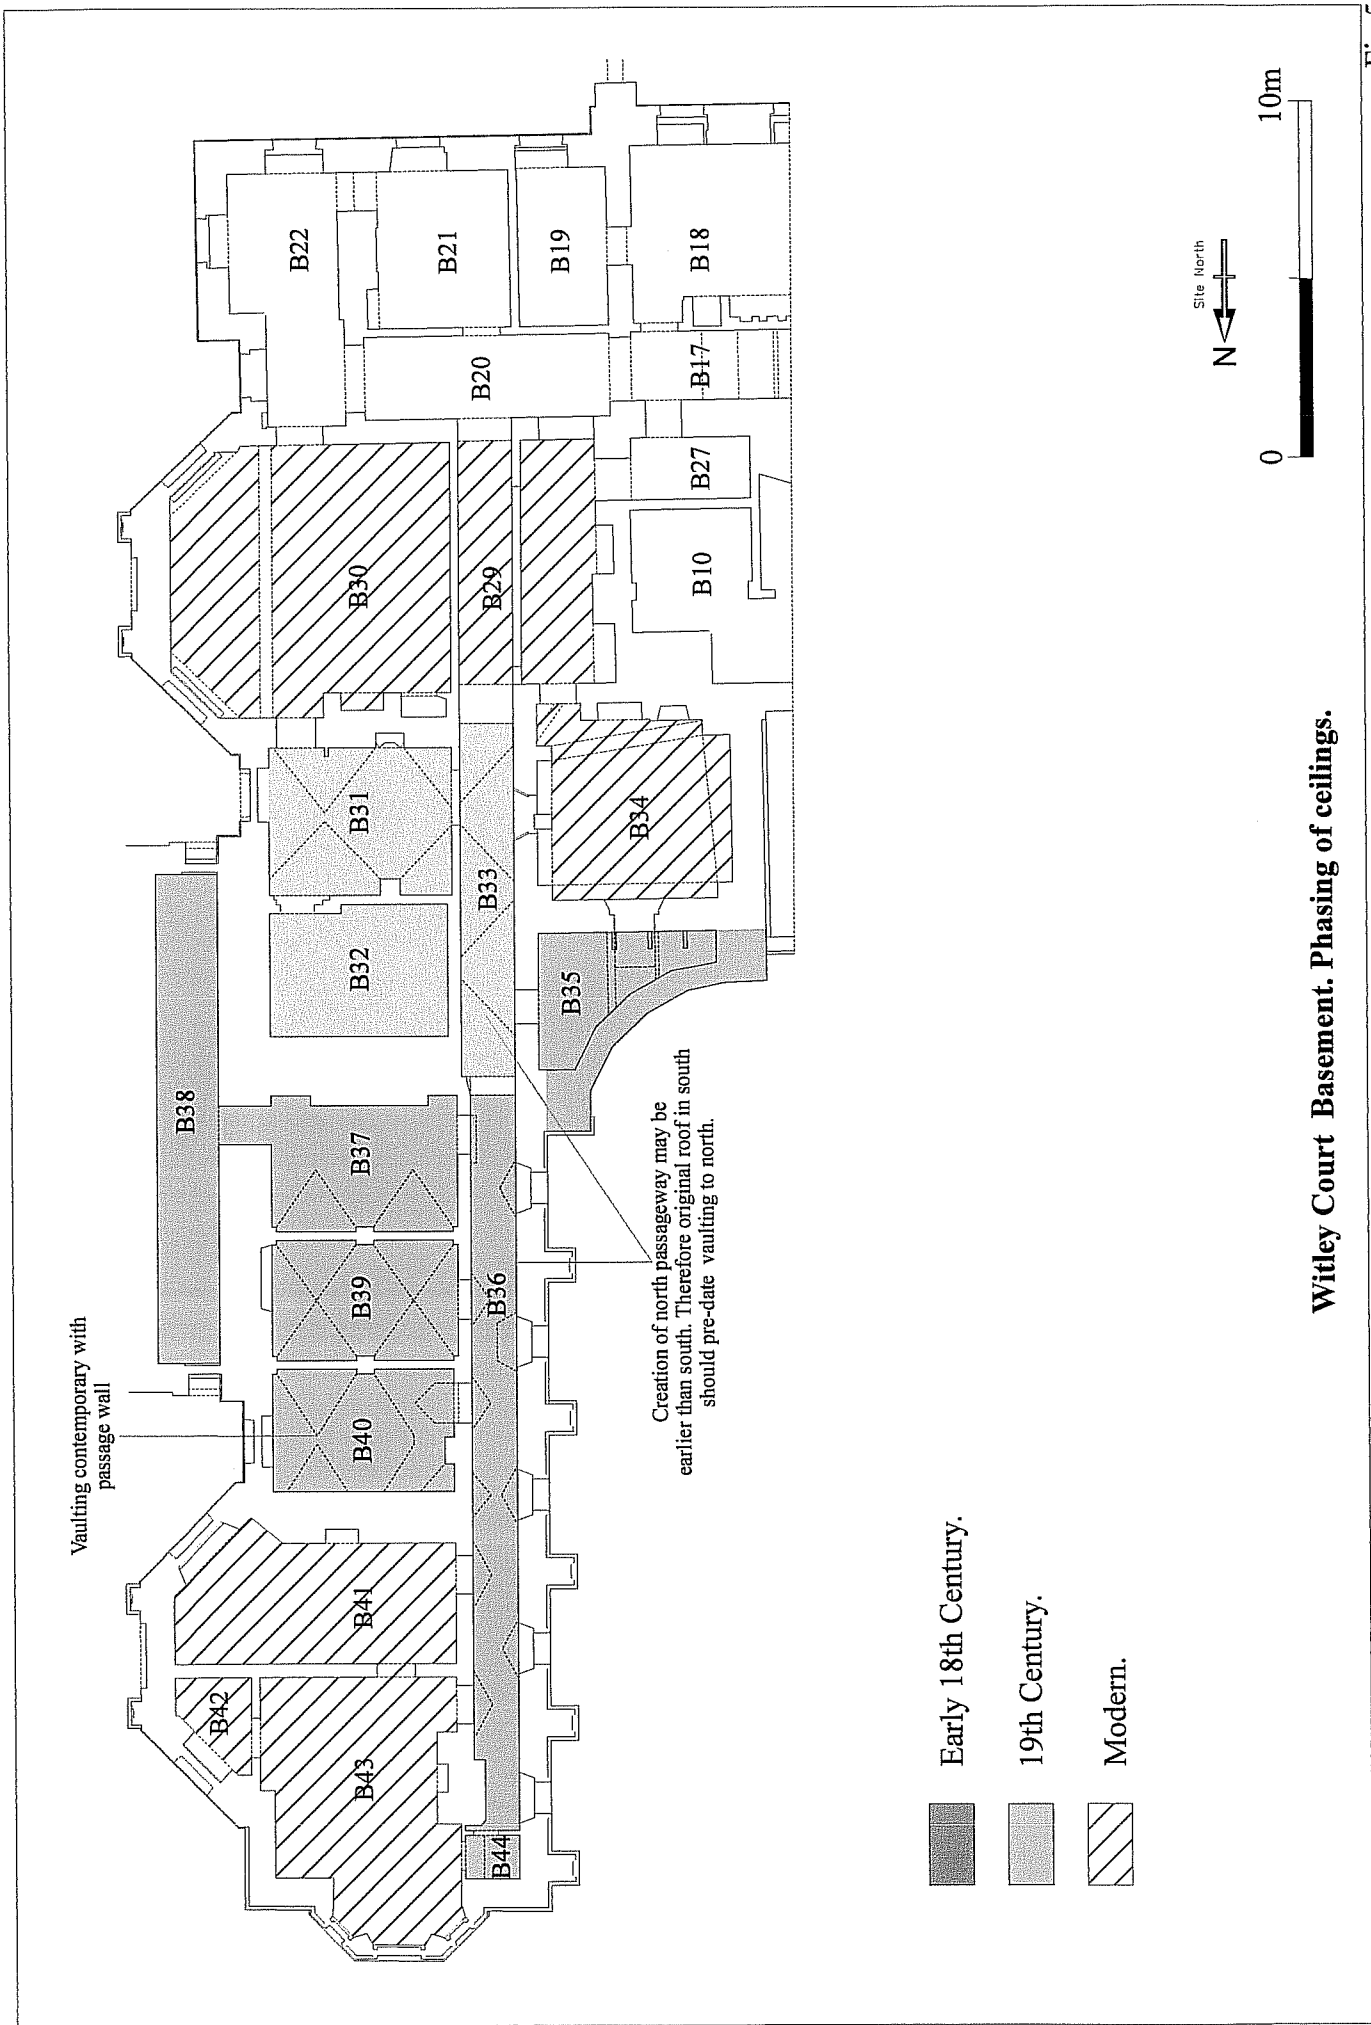 Vaulting contemporary with
passage wall
B42
B43
B41
B44
B40
B39
B37
B36
B38
B32
B31
B33
B35
B34
B30
B29
B22
B21
B20
B19
B18
B17
B27
B10
Creation of north passageway may be
earlier than south. Therefore original roof in south
should pre-date vaulting to north.
Early 18th Century.
19th Century.
Modern.
N
Site North
0
10m
Witley Court Basement. Phasing of ceilings.